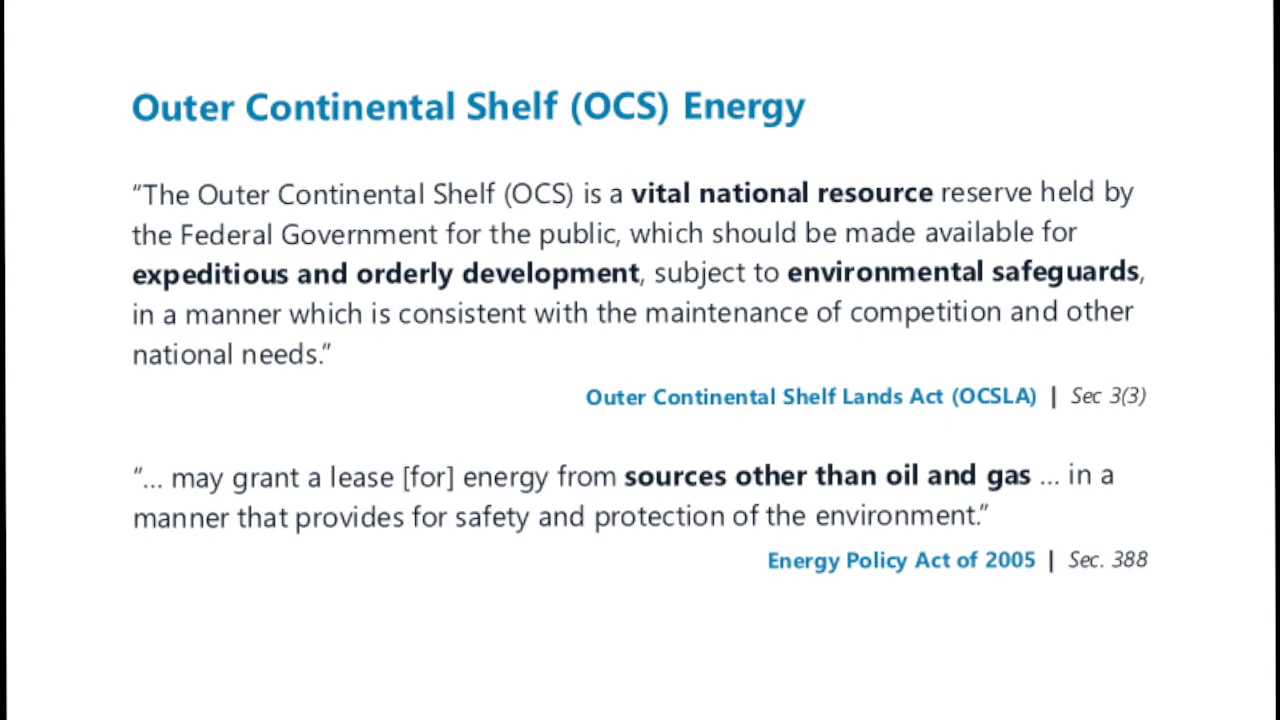 Outer Continental Shelf (OCS) Energy
“The Outer Continental Shelf (OCS) is a vital national resource reserve held by
the Federal Government for the public, which should be made available for
expeditious and orderly development, subject to environmental safeguards,
in a manner which is consistent with the maintenance of competition and other
national needs.”
Outer Continental Shelf Lands Act (OCSLA) | Sec 3(3)
“... may grant a lease [for] energy from sources other than oil and gas ... in a
manner that provides for safety and protection of the environment.”
Energy Policy Act of 2005 | Sec. 388